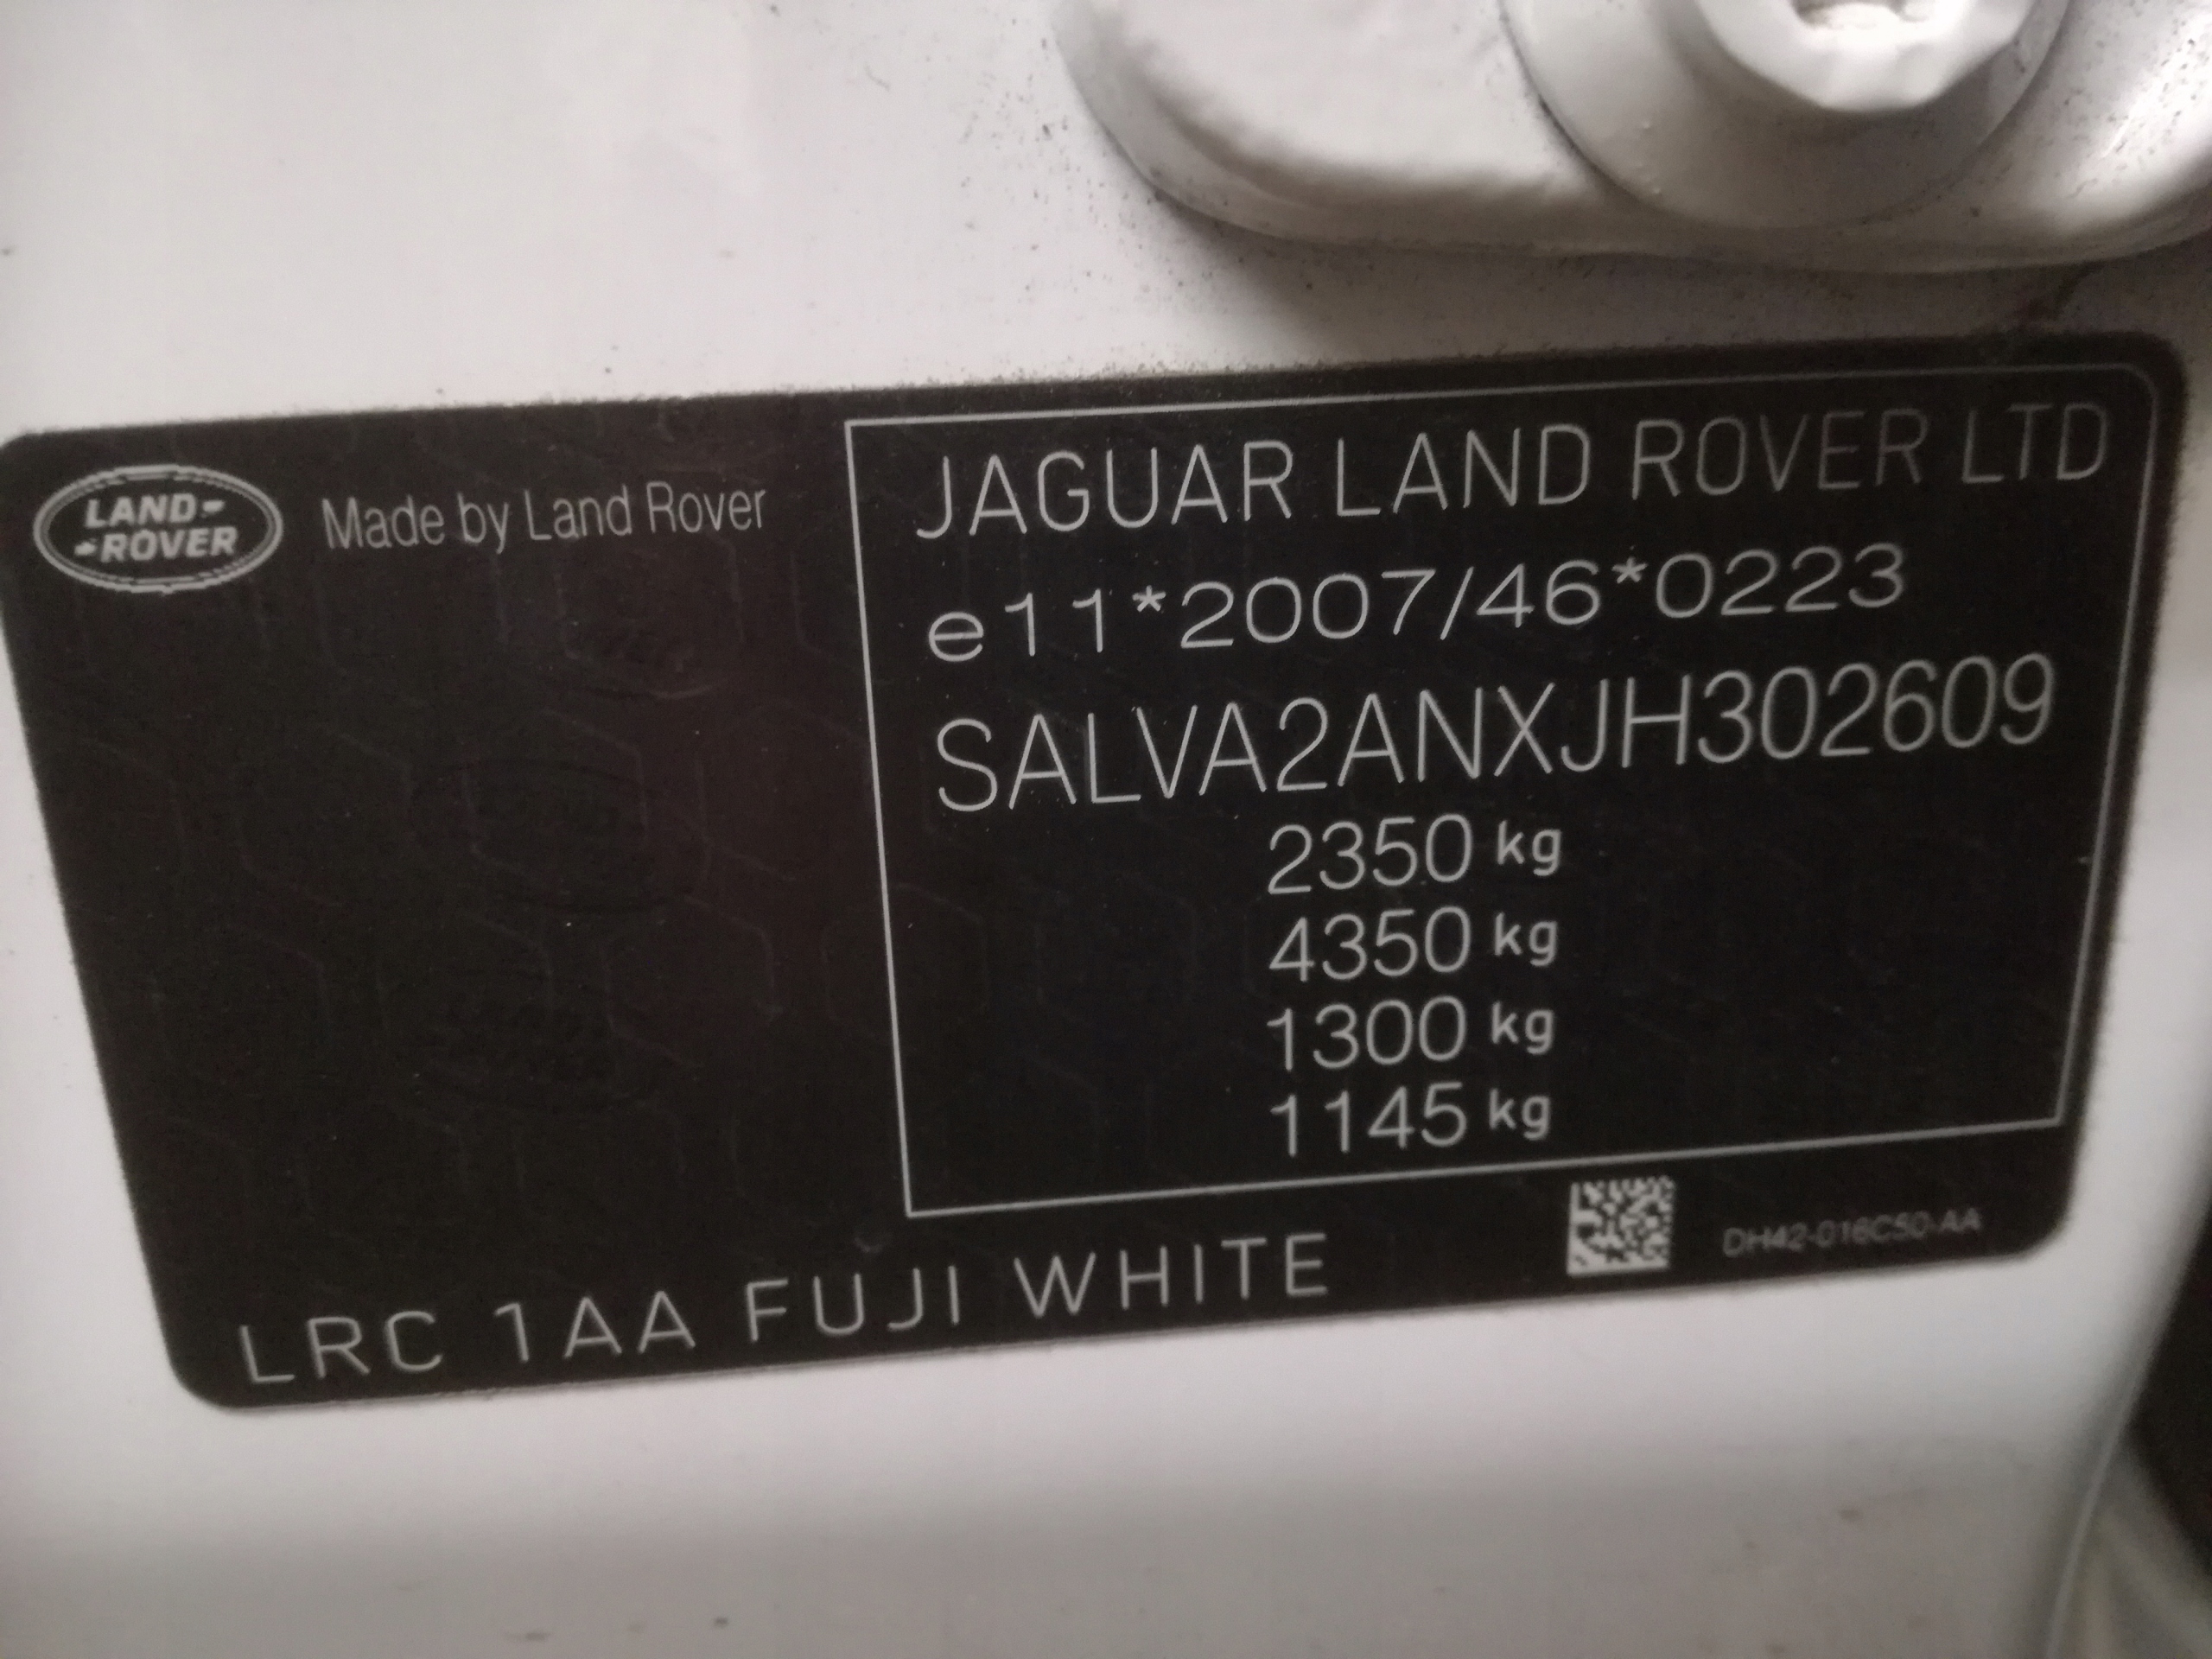 LAND-
-ROVER
Made by Land Rover
JAGUAR LAND ROVER LTD
e11*2007/46*0223
SALVA2ANXJH302609
2350 kg
4350 kg
1300 kg
1145 kg
LRC 1AA FUJI WHITE
DH42-016C50-AA